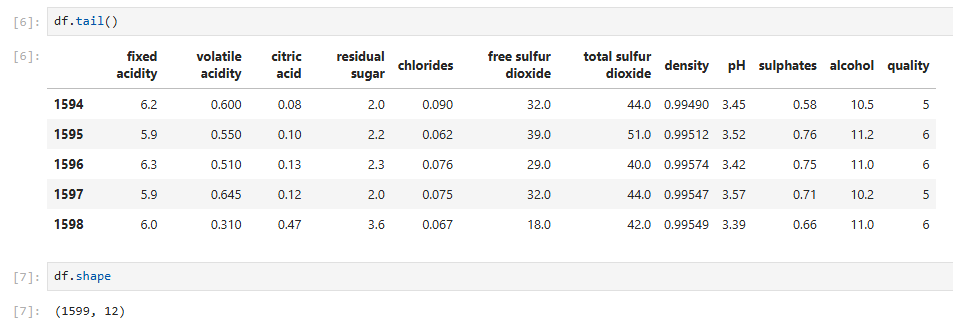 [6]: df.tail()
[6]: fixed acidity volatile acidity citric acid residual sugar chlorides free sulfur dioxide total sulfur dioxide density pH sulphates alcohol quality
1594 6.2 0.600 0.08 2.0 0.090 32.0 44.0 0.99490 3.45 0.58 10.5 5
1595 5.9 0.550 0.10 2.2 0.062 39.0 51.0 0.99512 3.52 0.76 11.2 6
1596 6.3 0.510 0.13 2.3 0.076 29.0 40.0 0.99574 3.42 0.75 11.0 6
1597 5.9 0.645 0.12 2.0 0.075 32.0 44.0 0.99547 3.57 0.71 10.2 5
1598 6.0 0.310 0.47 3.6 0.067 18.0 42.0 0.99549 3.39 0.66 11.0 6
[7]: df.shape
[7]: (1599, 12)